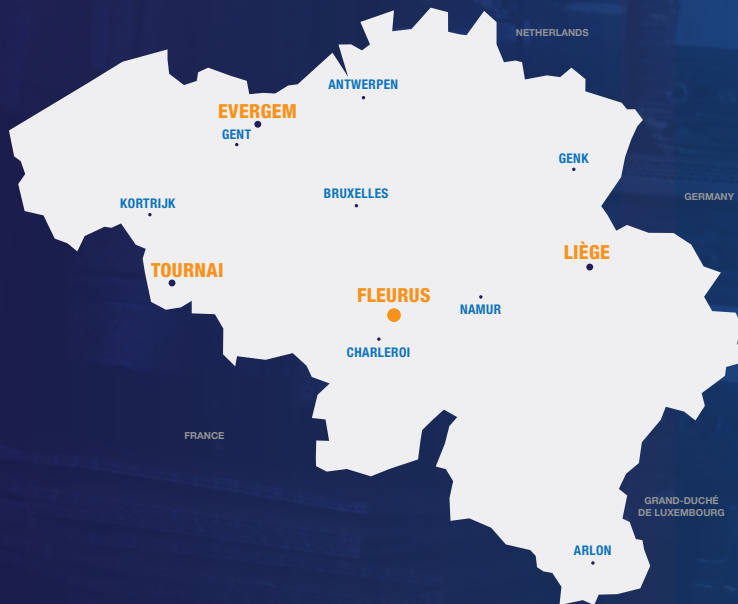 NETHERLANDS
ANTWERPEN
EVERGEM
GENT
GENK
BRUXELLES
GERMANY
KORTRIJK
LIÈGE
TOURNAI
FLEURUS
NAMUR
CHARLEROI
FRANCE
GRAND-DUCHÉ
DE LUXEMBOURG
ARLON